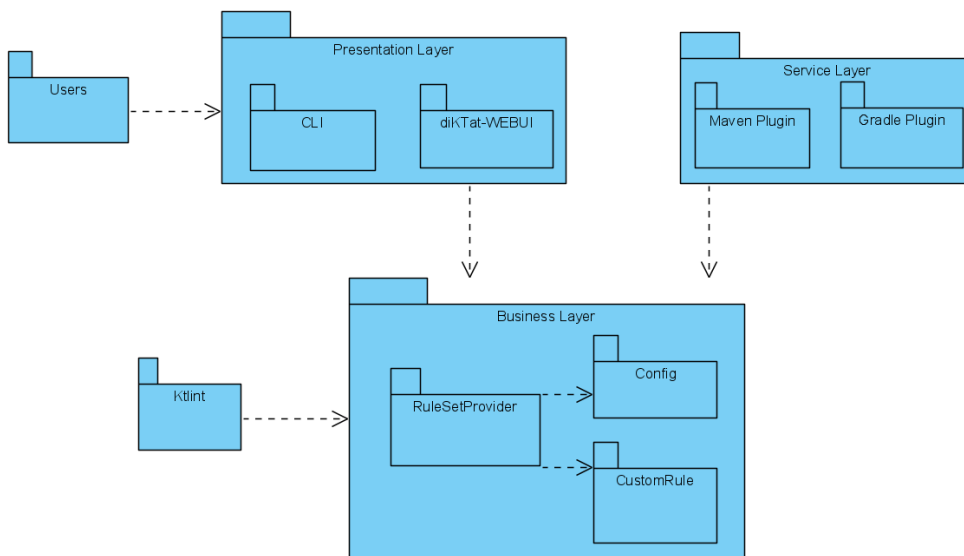 Presentation Layer
Service Layer
Users
CLI
diKTat-WEBUI
Maven Plugin
Gradle Plugin
Business Layer
Config
Ktlint
RuleSetProvider
CustomRule